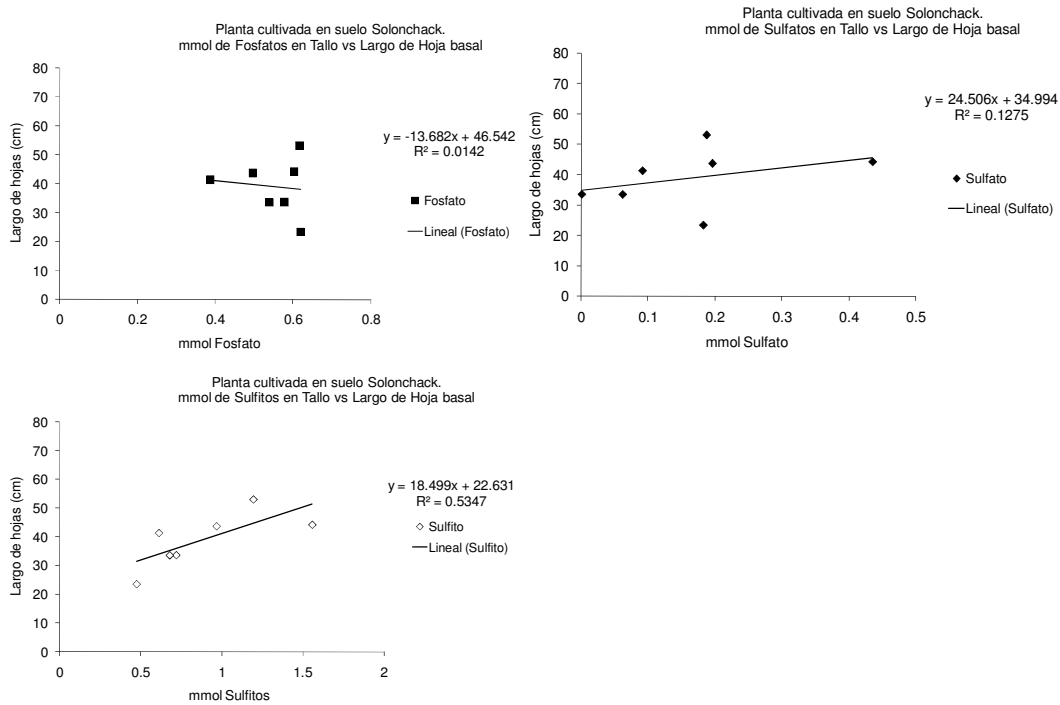 Planta cultivada en suelo Solonchack.
mmol de Fosfatos en Tallo vs Largo de Hoja basal
80
70
60
50
40
30
20
10
0
Largo de hojas (cm)
y = -13.682x + 46.542
R² = 0.0142
Fosfato
Lineal (Fosfato)
0
0.2
0.4
0.6
0.8
mmol Fosfato
Planta cultivada en suelo Solonchack.
mmol de Sulfatos en Tallo vs Largo de Hoja basal
80
70
60
50
40
30
20
10
0
Largo de hojas (cm)
y = 24.506x + 34.994
R² = 0.1275
Sulfato
Lineal (Sulfato)
0
0.1
0.2
0.3
0.4
0.5
mmol Sulfato
Planta cultivada en suelo Solonchack.
mmol de Sulfitos en Tallo vs Largo de Hoja basal
80
70
60
50
40
30
20
10
0
Largo de hojas (cm)
y = 18.499x + 22.631
R² = 0.5347
Sulfito
Lineal (Sulfito)
0
0.5
1
1.5
2
mmol Sulfitos